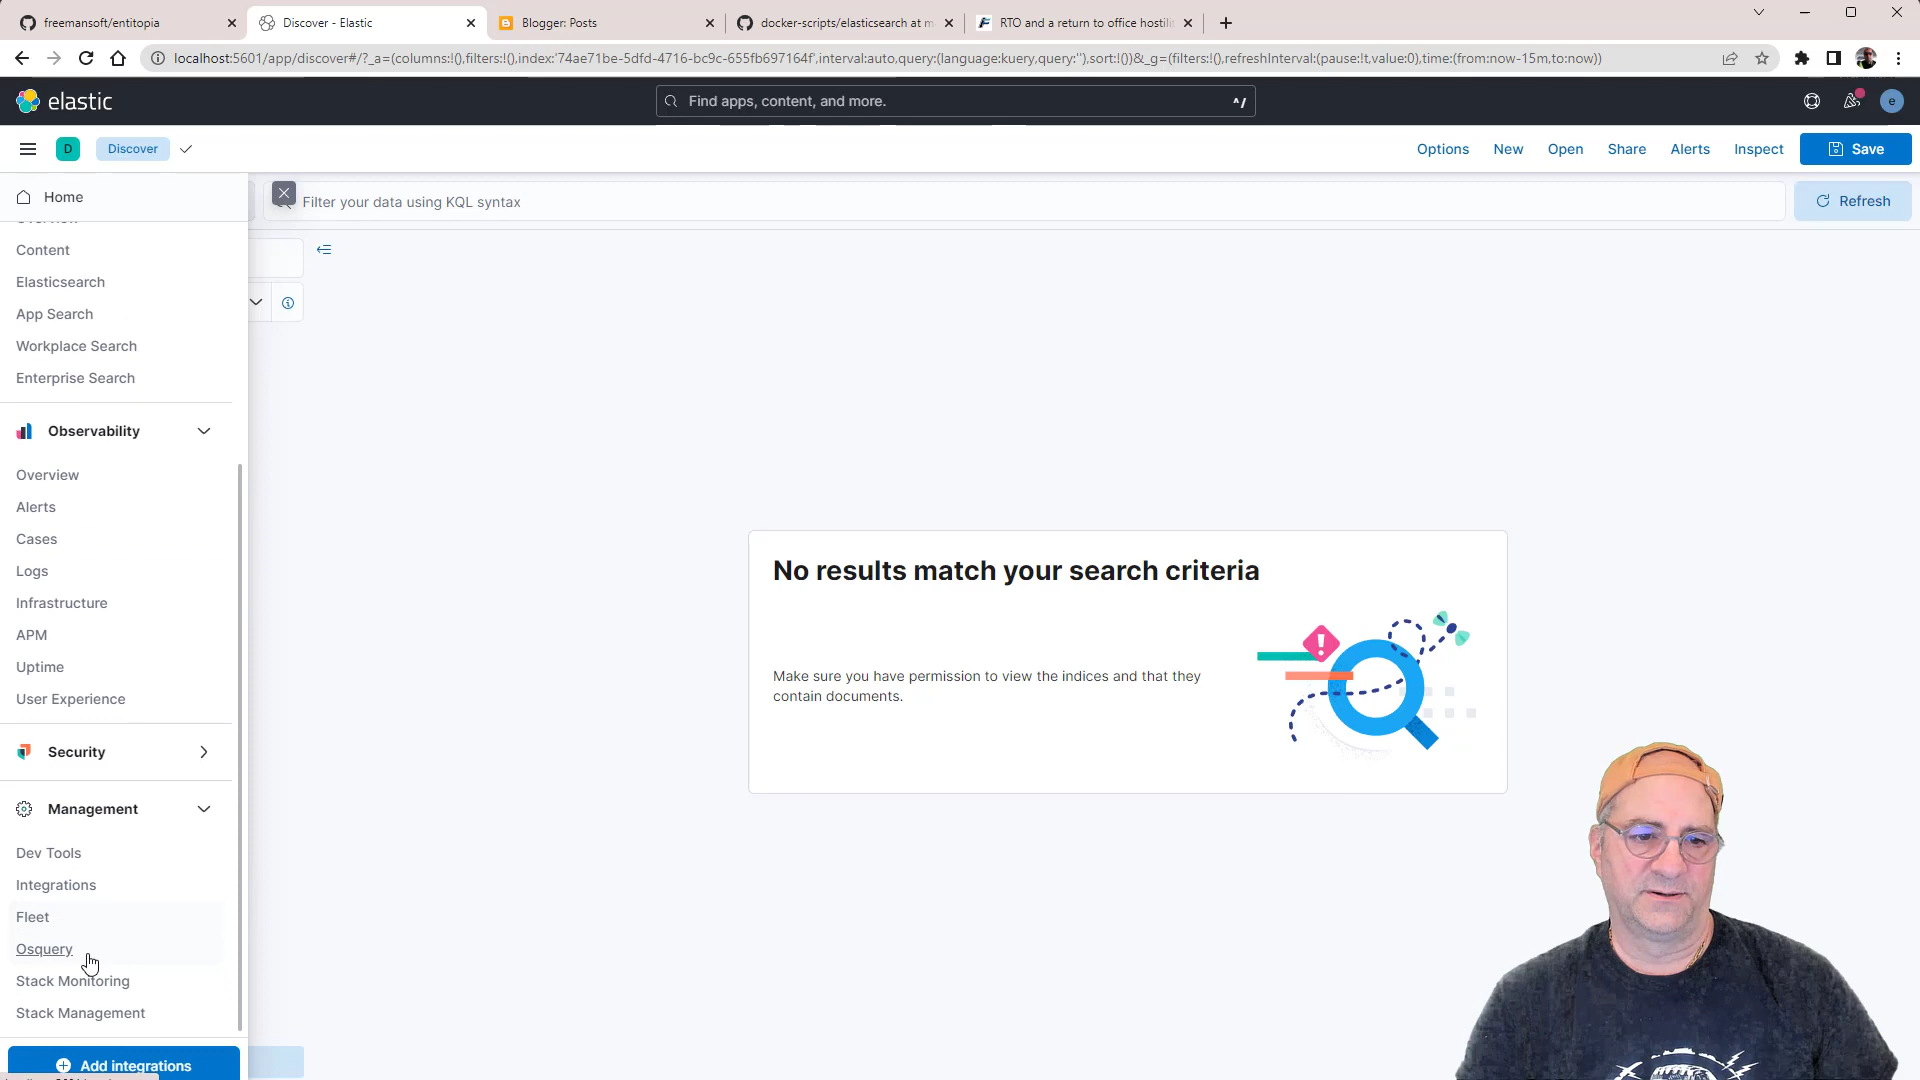 freemansoft/entitopia
Discover - Elastic
Blogger: Posts
docker-scripts/elasticsearch at m
RTO and a return to office hostili
localhost:5601/app/discover#/?_a=(columns:!(),filters:!(),index:'74ae71be-5dfd-4716-bc9c-655fb697164f',interval:auto,query:(language:kuery,query:''),sort:!())&_g=(filters:!(),refreshInterval:(pause:!t,value:0),time:(from:now-15m,to:now))
elastic
Find apps, content, and more.
^/
e
D
Discover
Options
New
Open
Share
Alerts
Inspect
Save
Home
Filter your data using KQL syntax
Refresh
Overview
Content
Elasticsearch
App Search
Workplace Search
Enterprise Search
Observability
Overview
Alerts
Cases
Logs
Infrastructure
APM
Uptime
User Experience
Security
Management
Dev Tools
Integrations
Fleet
Osquery
Stack Monitoring
Stack Management
Add integrations
No results match your search criteria
Make sure you have permission to view the indices and that they
contain documents.